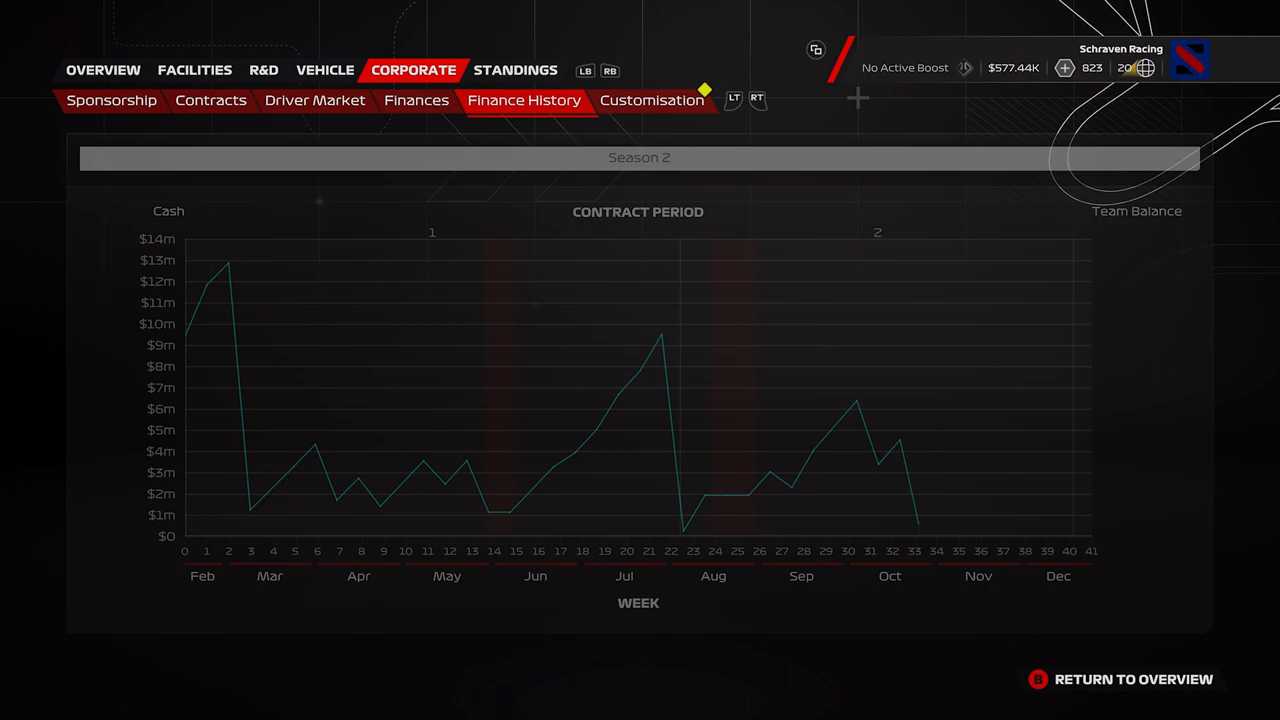 Schraven Racing
OVERVIEW FACILITIES R&D VEHICLE CORPORATE STANDINGS LB RB
No Active Boost $577.44K 823 20
Sponsorship Contracts Driver Market Finances Finance History Customisation LT RT
Season 2
Cash CONTRACT PERIOD Team Balance
1 2
$14m
$13m
$12m
$11m
$10m
$9m
$8m
$7m
$6m
$5m
$4m
$3m
$2m
$1m
$0
0 1 2 3 4 5 6 7 8 9 10 11 12 13 14 15 16 17 18 19 20 21 22 23 24 25 26 27 28 29 30 31 32 33 34 35 36 37 38 39 40 41
Feb Mar Apr May Jun Jul Aug Sep Oct Nov Dec
WEEK
B RETURN TO OVERVIEW